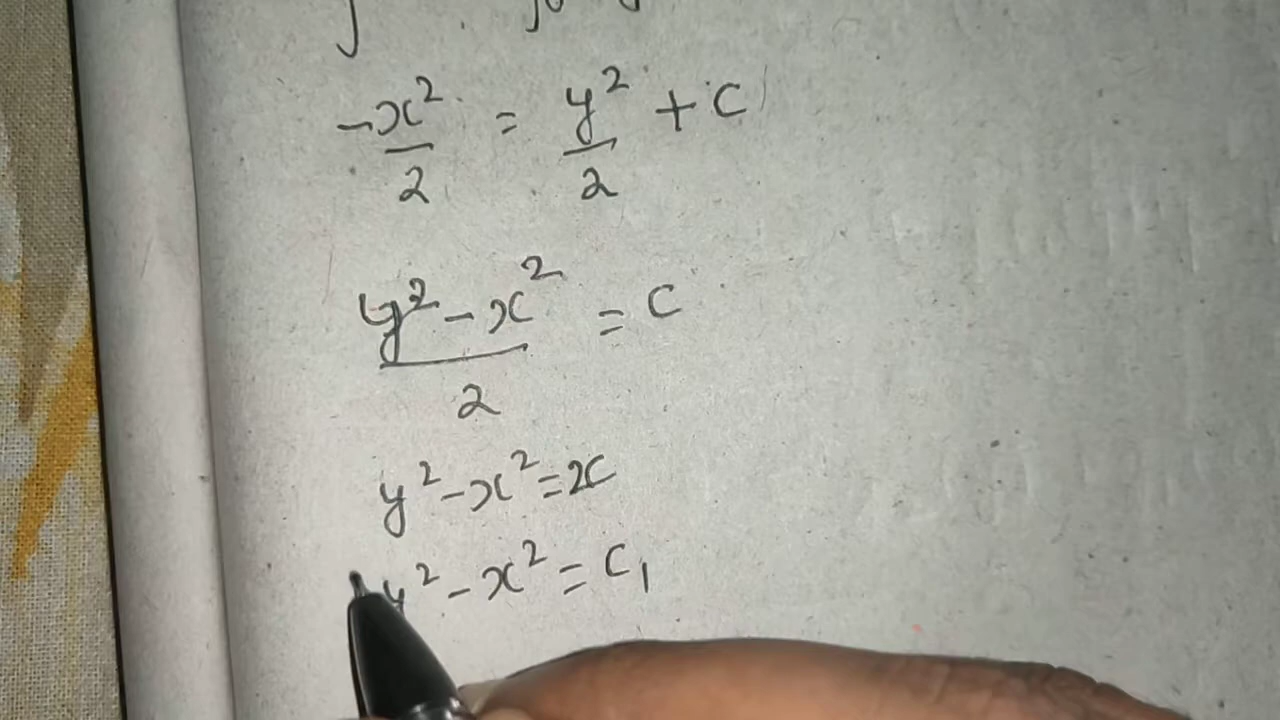 -x²/2 = y²/2 + C
y²-x²/2 = C
y²-x²=2C
y²-x²=C₁